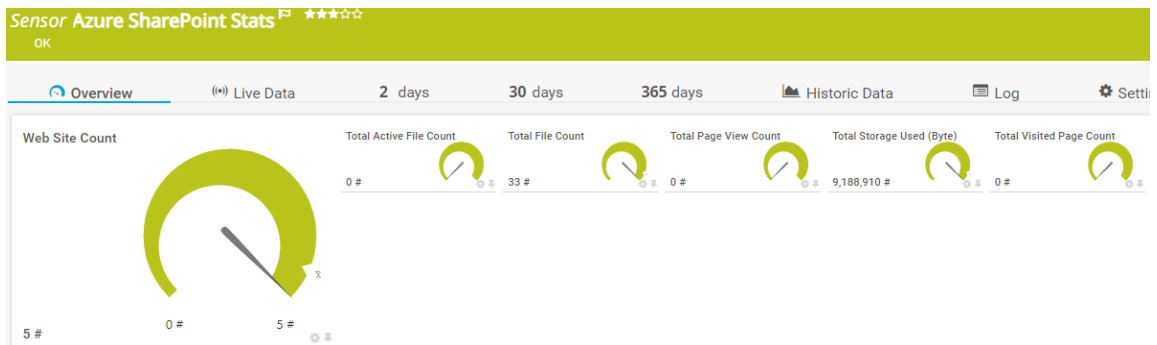 Sensor Azure SharePoint Stats
OK
Overview
Live Data
2 days
30 days
365 days
Historic Data
Log
Settin
Web Site Count
5 #
0 #
5 #
x̄
Total Active File Count
0 #
Total File Count
33 #
Total Page View Count
0 #
Total Storage Used (Byte)
9,188,910 #
Total Visited Page Count
0 #